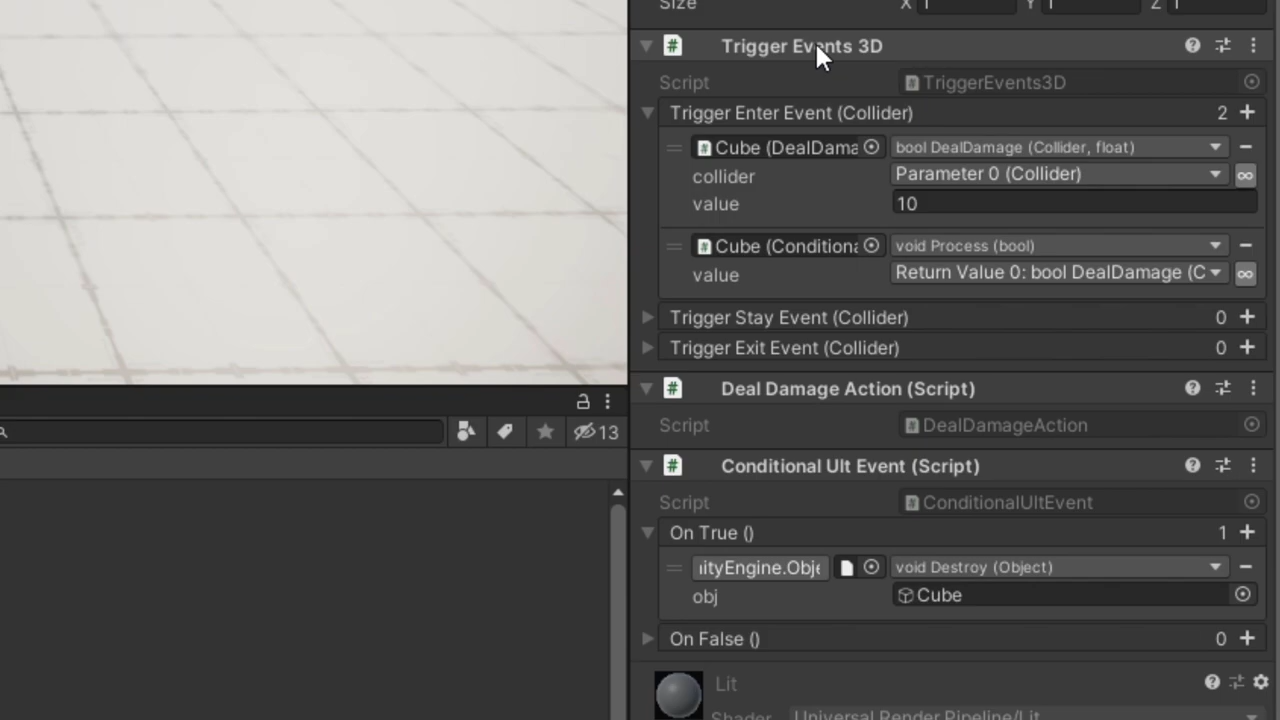 Size X 1 Y 1 Z 1
# Trigger Events 3D
Script TriggerEvents3D
Trigger Enter Event (Collider) 2 +
Cube (DealDama bool DealDamage (Collider, float)
collider Parameter 0 (Collider) ∞
value 10
Cube (Conditiona void Process (bool)
value Return Value 0: bool DealDamage (C ∞
Trigger Stay Event (Collider) 0 +
Trigger Exit Event (Collider) 0 +
# Deal Damage Action (Script)
13
Script DealDamageAction
# Conditional Ult Event (Script)
Script ConditionalUltEvent
On True () 1 +
ityEngine.Obje void Destroy (Object)
obj Cube
On False () 0 +
Lit
Shader Universal Render Pipeline/Lit